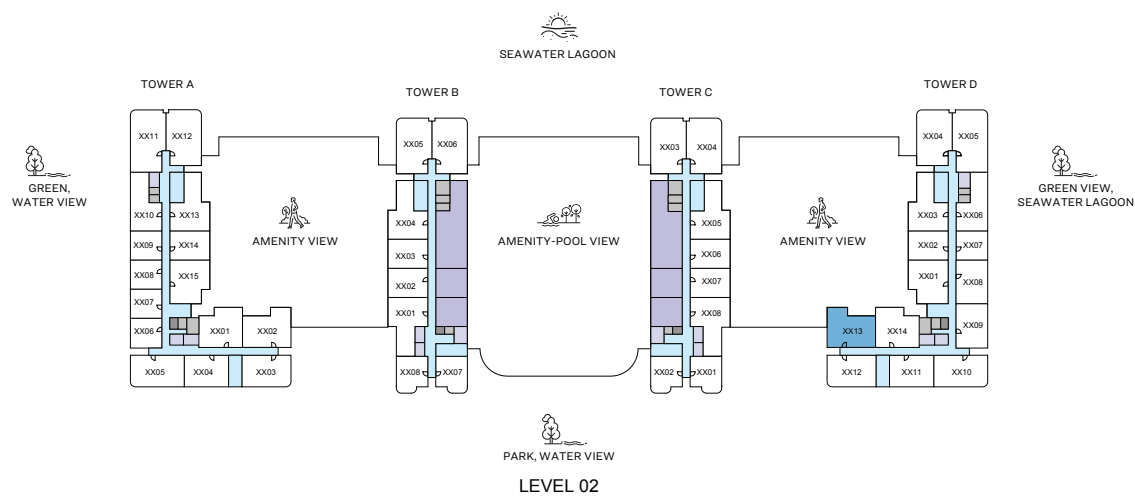 SEAWATER LAGOON
TOWER A
TOWER B
TOWER C
TOWER D
GREEN,
WATER VIEW
XX11 XX12
XX10 XX13
XX09 XX14
XX08 XX15
XX07
XX06 XX01 XX02
XX05 XX04 XX03
AMENITY VIEW
XX05 XX06
XX04
XX03
XX02
XX01
XX08 XX07
AMENITY-POOL VIEW
XX03 XX04
XX05
XX06
XX07
XX08
XX02 XX01
AMENITY VIEW
XX04 XX05
XX03 XX06
XX02 XX07
XX01 XX08
XX13 XX14 XX09
XX12 XX11 XX10
GREEN VIEW,
SEAWATER LAGOON
PARK, WATER VIEW
LEVEL 02